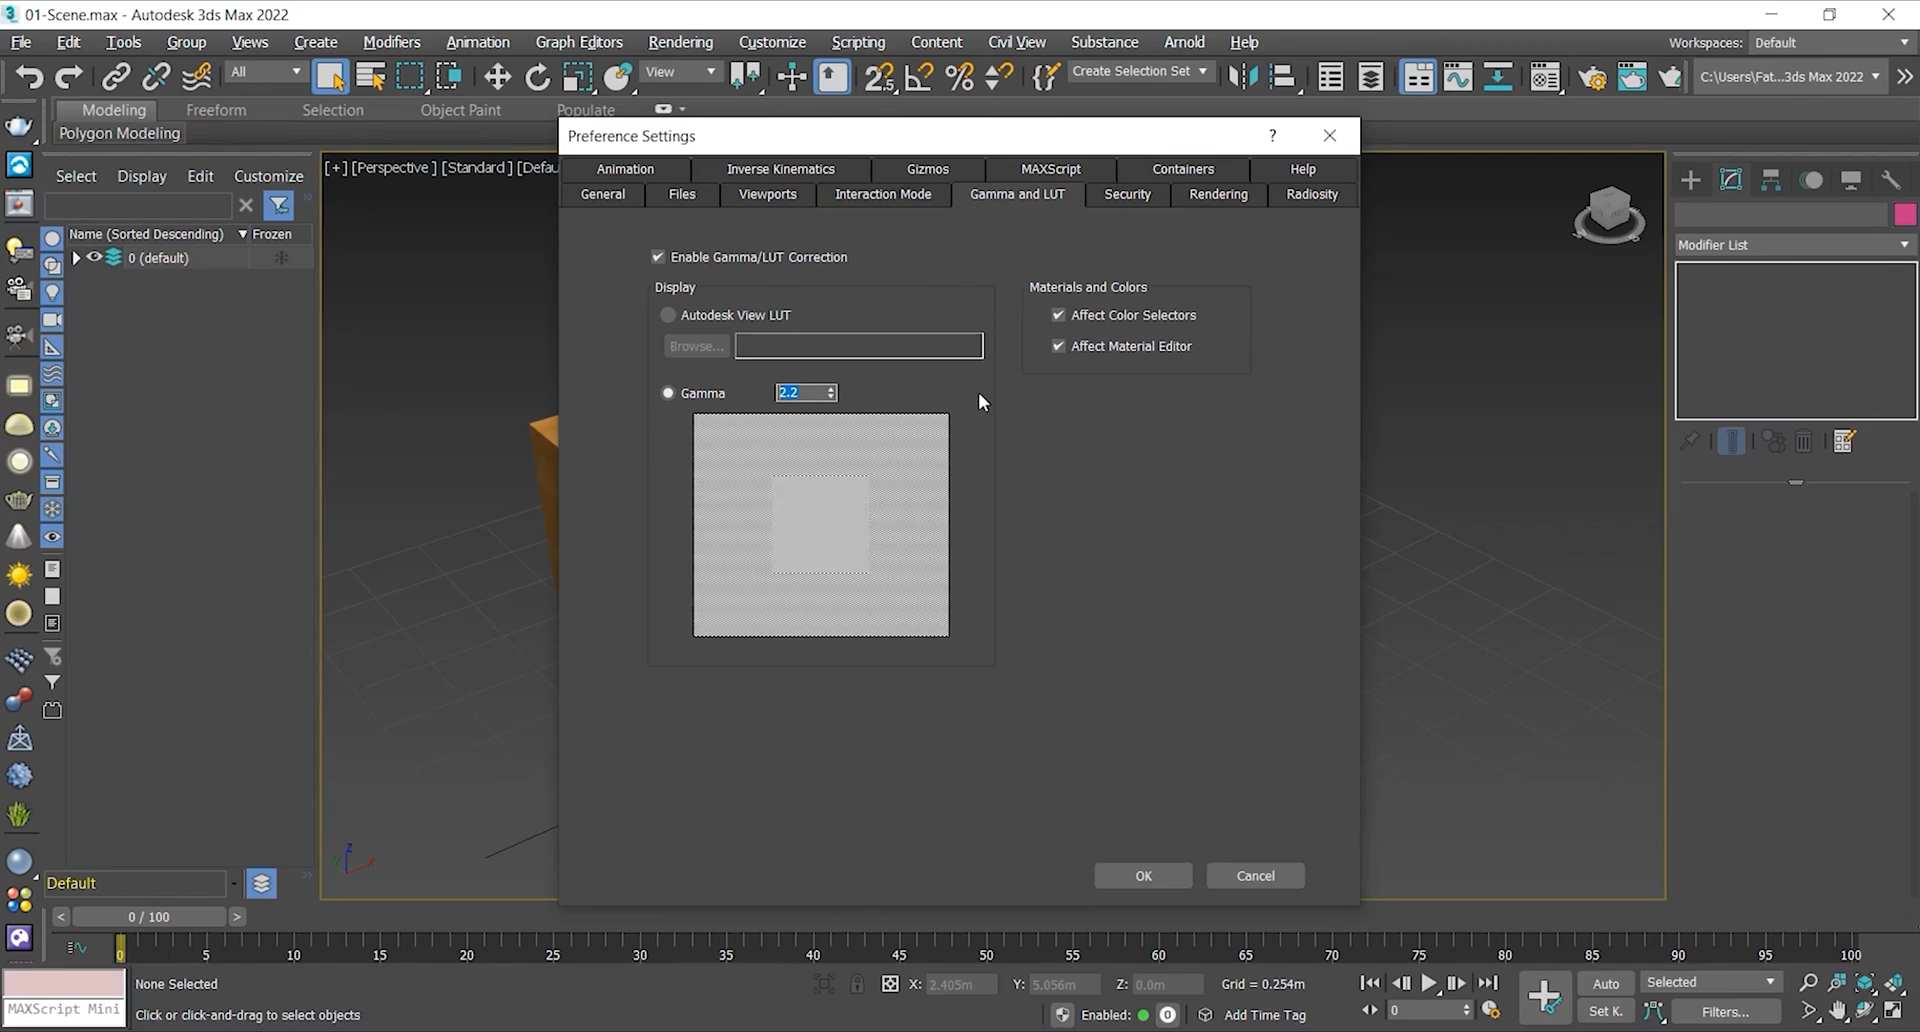 01-Scene.max - Autodesk 3ds Max 2022
File Edit Tools Group Views Create Modifiers Animation Graph Editors Rendering Customize Scripting Content Civil View Substance Arnold Help Workspaces: Default
All View Create Selection Set C:\Users\Fat...3ds Max 2022
Modeling Freeform Selection Object Paint Populate
Polygon Modeling
Preference Settings
Animation Inverse Kinematics Gizmos MAXScript Containers Help
General Files Viewports Interaction Mode Gamma and LUT Security Rendering Radiosity
Select Display Edit Customize
[+] [Perspective ] [Standard ] [Defau
Name (Sorted Descending) Frozen
0 (default)
Modifier List
Enable Gamma/LUT Correction
Display
Autodesk View LUT
Browse...
Gamma 2.2
Materials and Colors
Affect Color Selectors
Affect Material Editor
OK Cancel
z
x
Default
< 0 / 100 >
0 5 10 15 20 25 30 35 40 45 50 55 60 65 70 75 80 85 90 95 100
None Selected X: 2.405m Y: 5.056m Z: 0.0m Grid = 0.254m Auto Selected
MAXScript Mini Click or click-and-drag to select objects Enabled: 0 Add Time Tag 0 Set K. Filters...